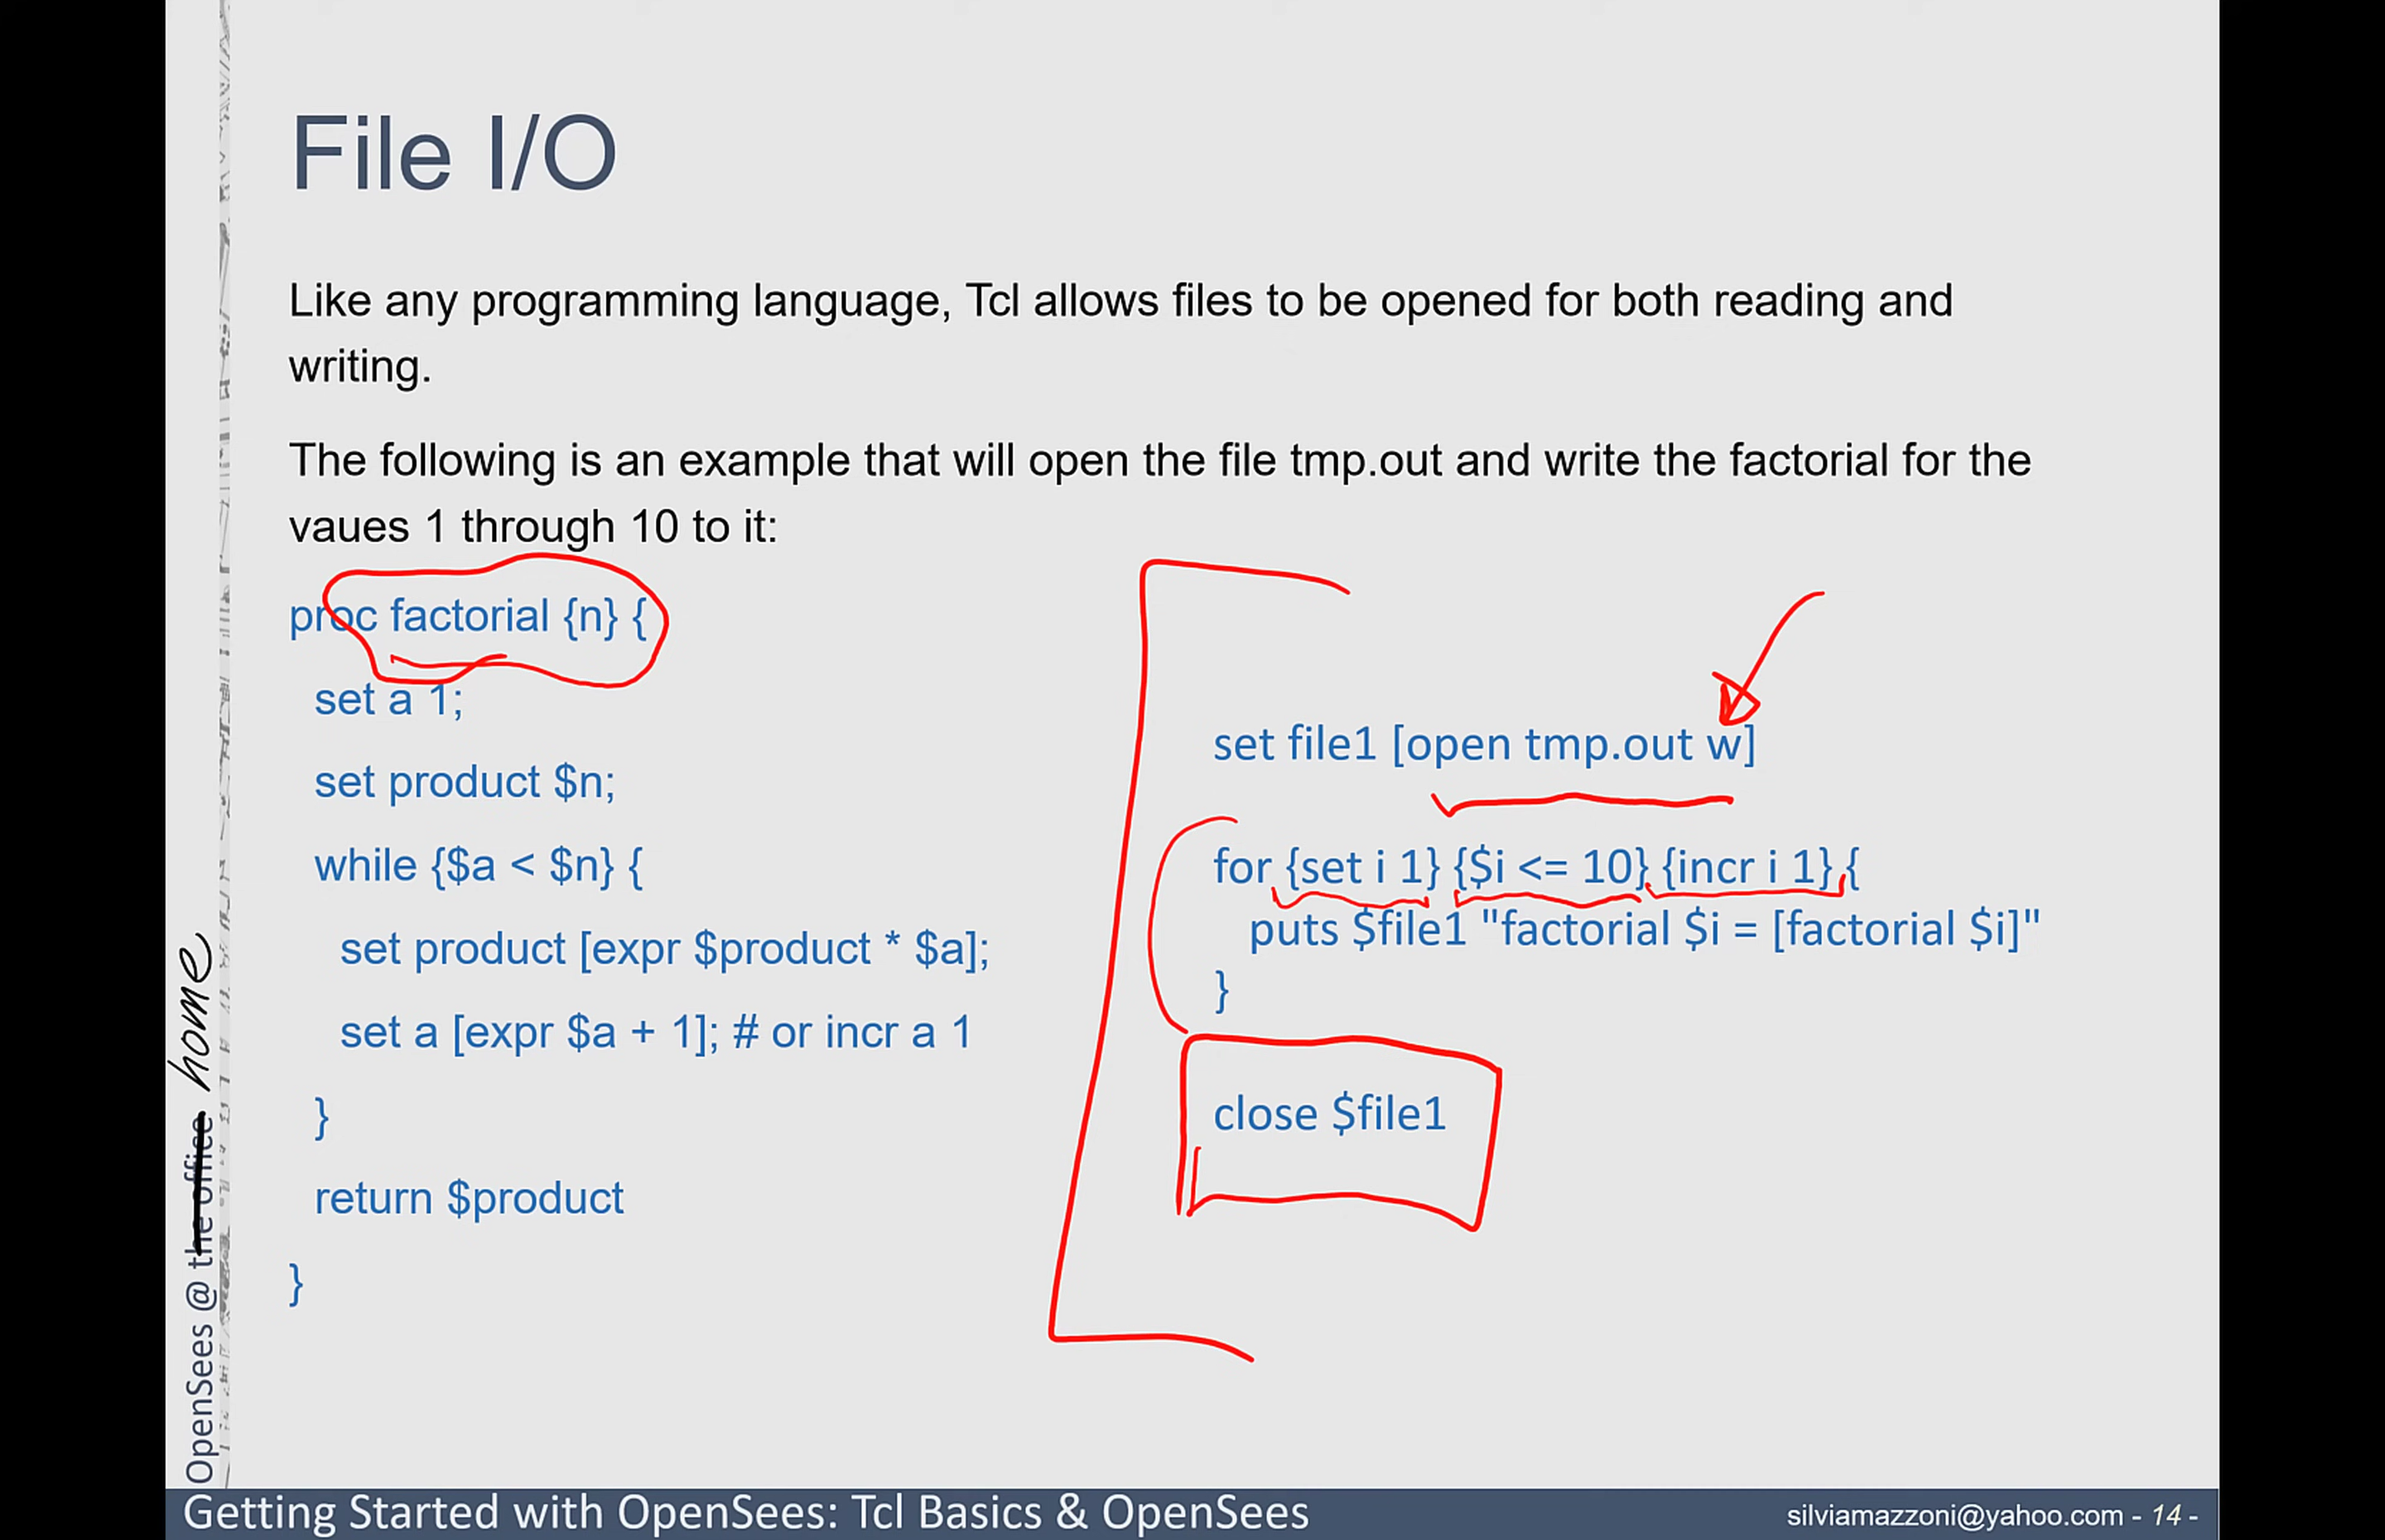 File I/O
Like any programming language, Tcl allows files to be opened for both reading and
writing.
The following is an example that will open the file tmp.out and write the factorial for the
vaues 1 through 10 to it:
proc factorial {n} {
set a 1;
set product $n;
while {$a < $n} {
set product [expr $product * $a];
set a [expr $a + 1]; # or incr a 1
}
return $product
}
set file1 [open tmp.out w]
for {set i 1} {$i <= 10} {incr i 1} {
puts $file1 "factorial $i = [factorial $i]"
}
close $file1
OpenSees @ the office home
Getting Started with OpenSees: Tcl Basics & OpenSees
silviamazzoni@yahoo.com - 14 -